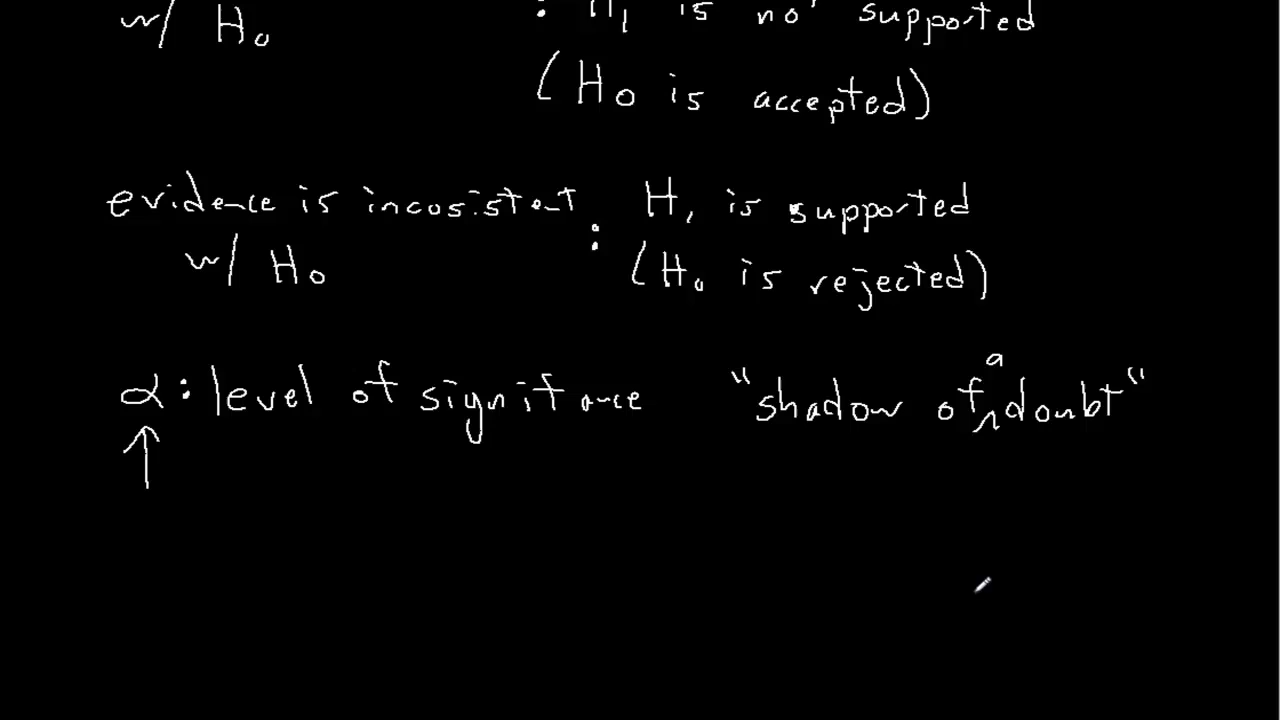 w/ H₀ : H₁ is not supported
(H₀ is accepted)
evidence is incosistent : H₁ is supported
w/ H₀ (H₀ is rejected)
α : level of signifance "shadow of a doubt"
↑